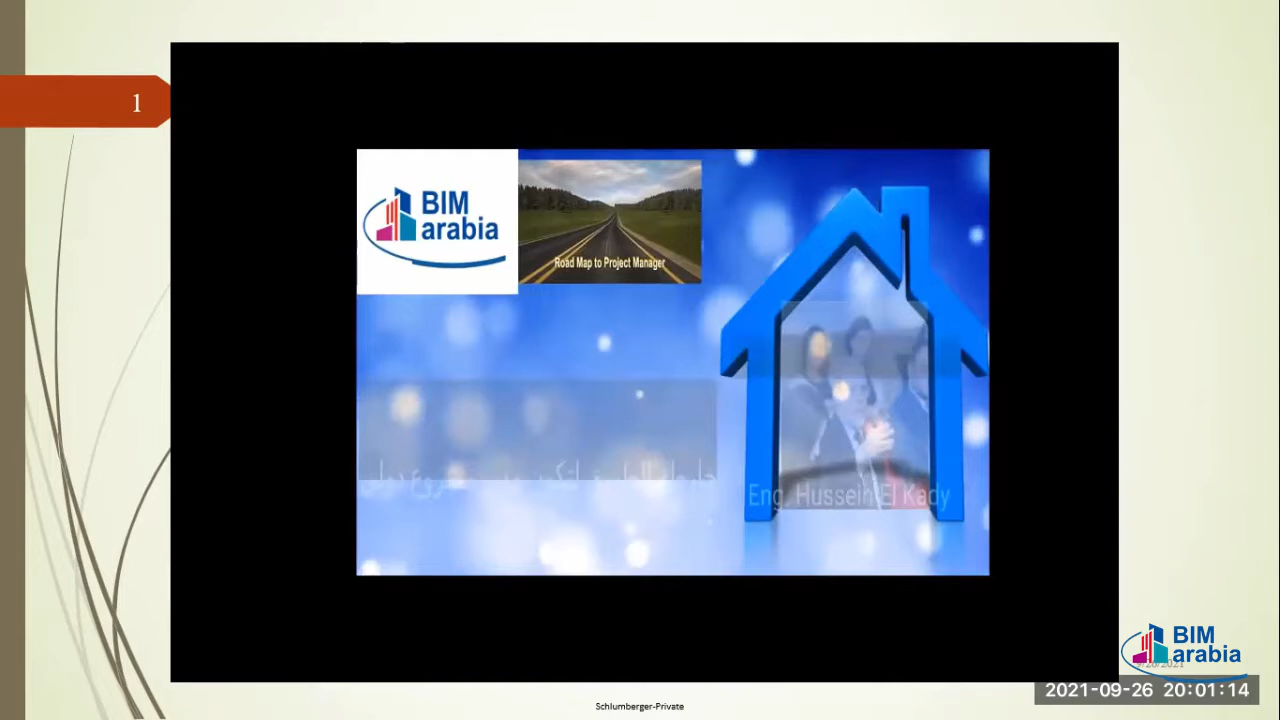 1
BIM
arabia
Road Map to Project Manager
Eng. Hussein El Kady
BIM
arabia
2021-09-26 20:01:14
Schlumberger-Private